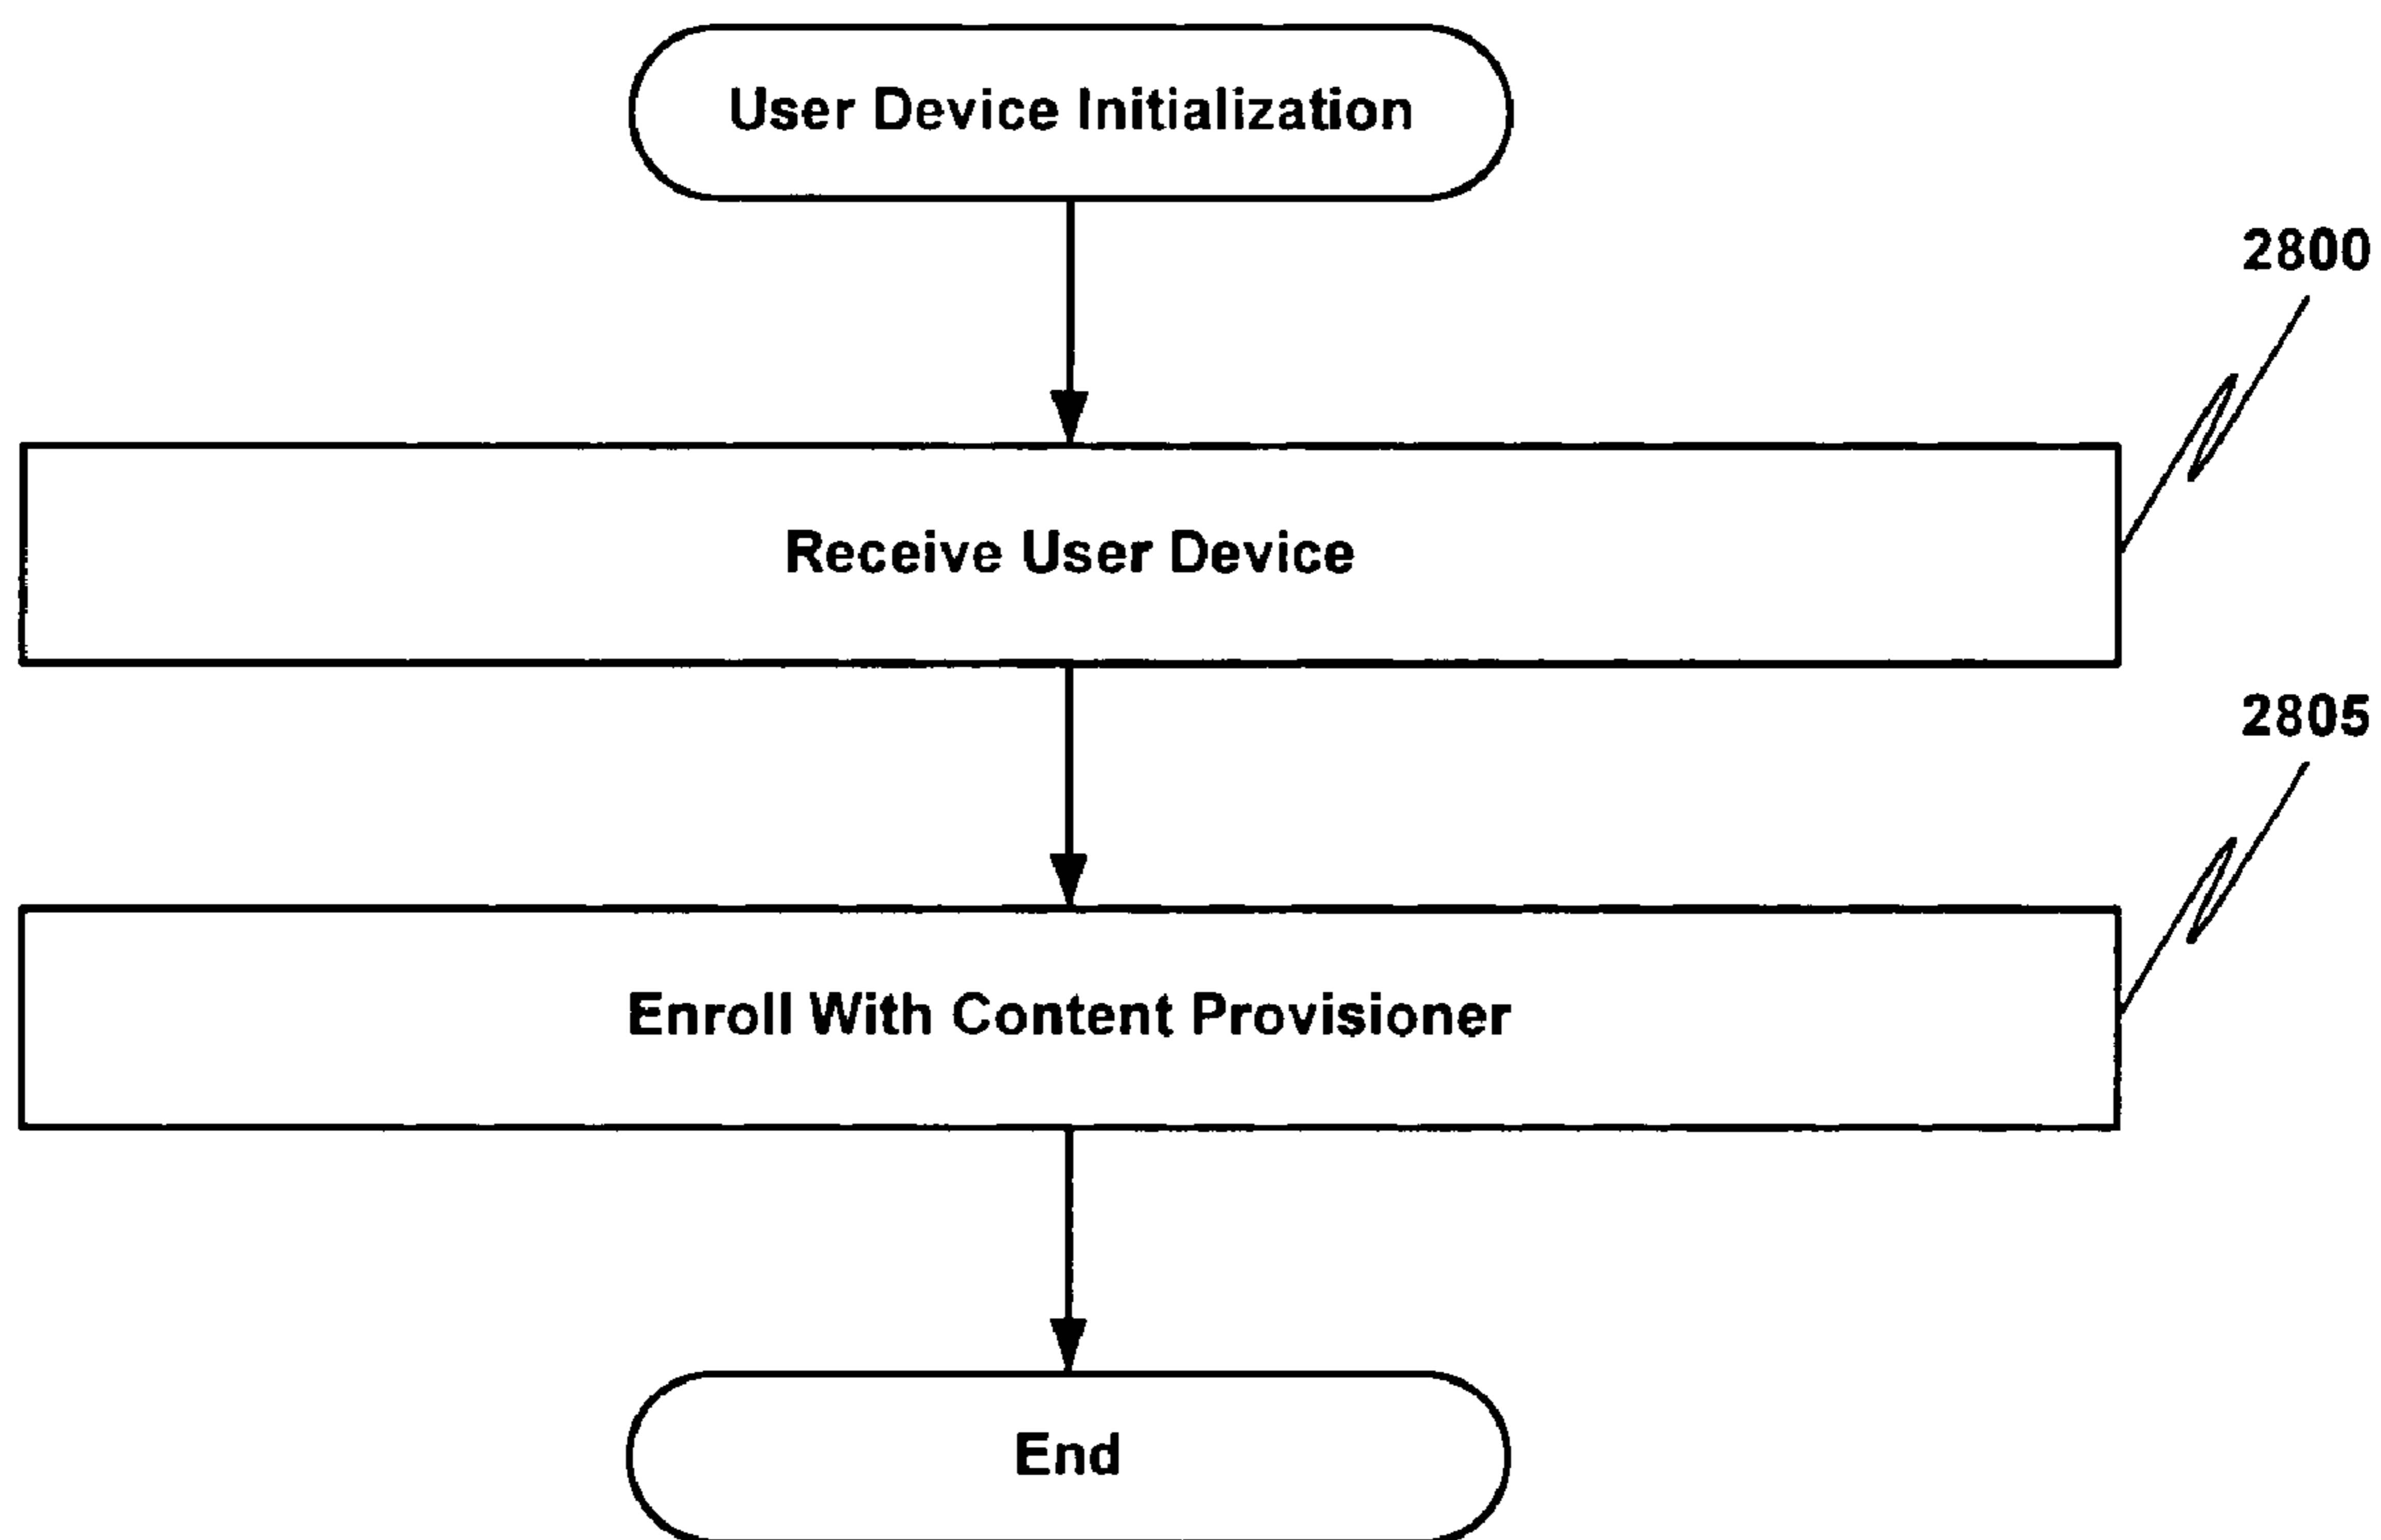 User Device Initialization
2800
Receive User Device
2805
Enroll With Content Provisioner
End